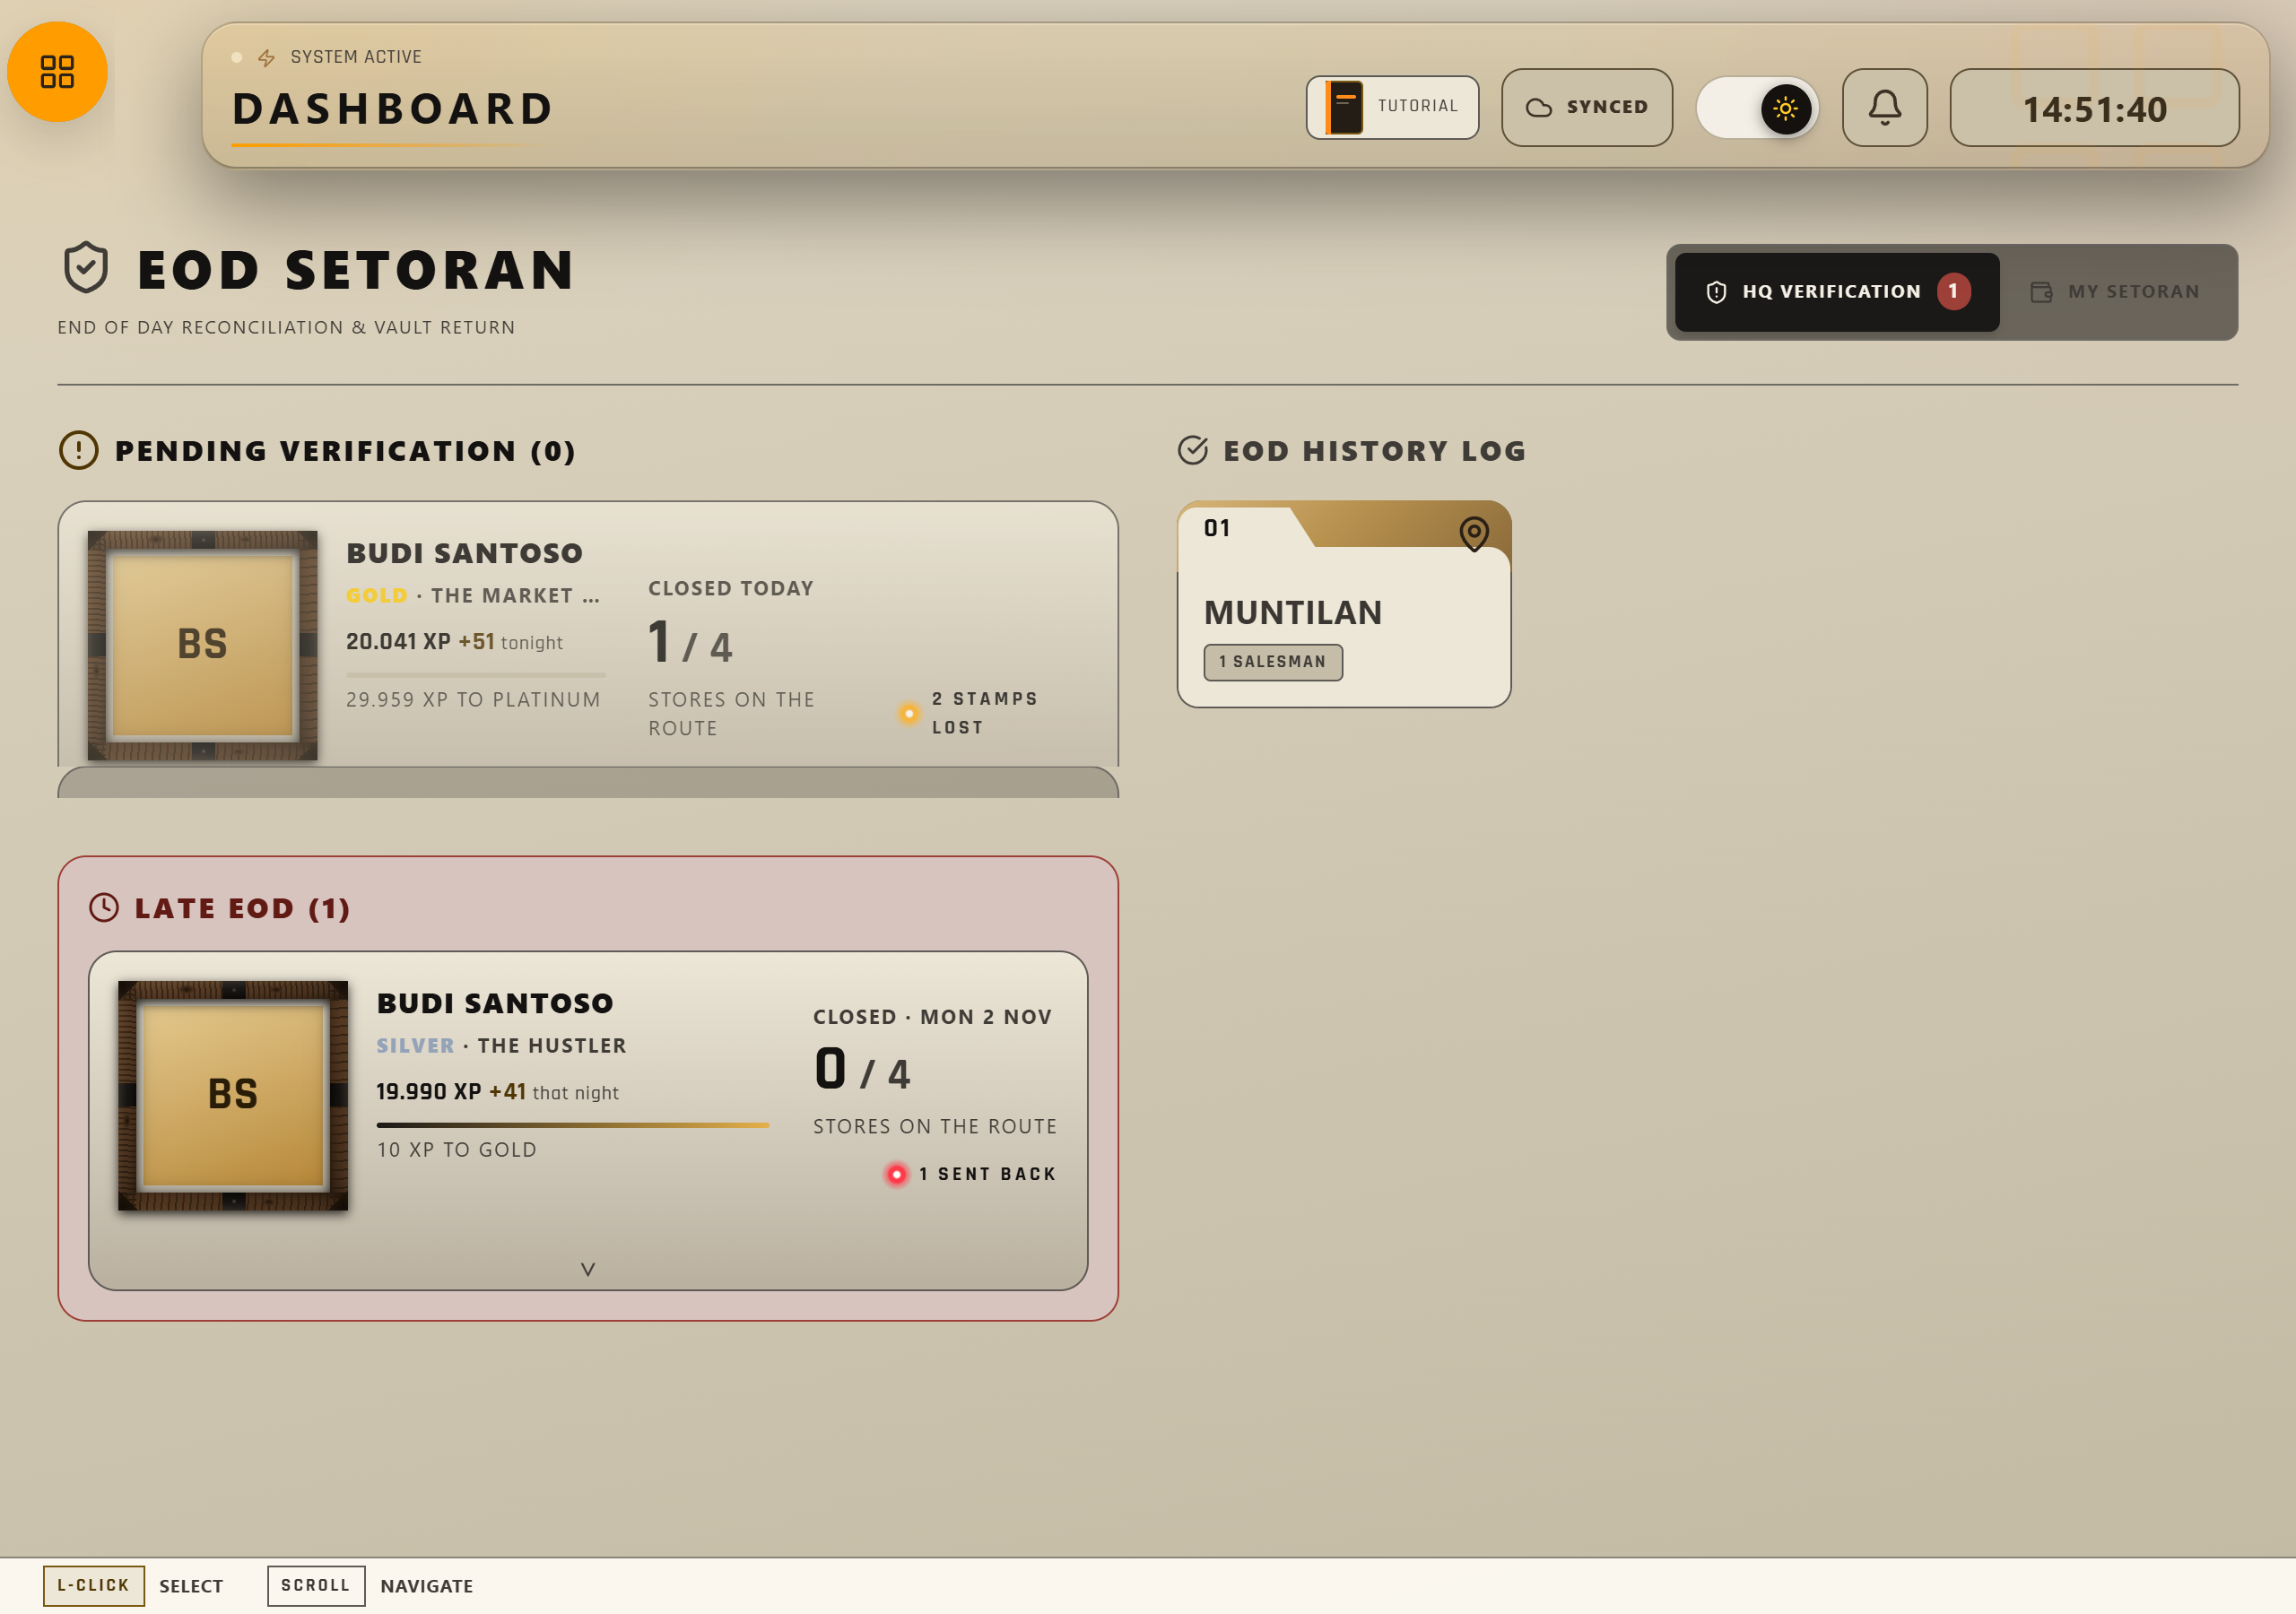 SYSTEM ACTIVE
DASHBOARD
TUTORIAL
SYNCED
14:51:40
EOD SETORAN
END OF DAY RECONCILIATION & VAULT RETURN
HQ VERIFICATION 1
MY SETORAN
PENDING VERIFICATION (0)
BS
BUDI SANTOSO
GOLD · THE MARKET ...
20.041 XP +51 tonight
29.959 XP TO PLATINUM
CLOSED TODAY
1 / 4
STORES ON THE
ROUTE
2 STAMPS
LOST
EOD HISTORY LOG
01
MUNTILAN
1 SALESMAN
LATE EOD (1)
BS
BUDI SANTOSO
SILVER · THE HUSTLER
19.990 XP +41 that night
10 XP TO GOLD
CLOSED · MON 2 NOV
0 / 4
STORES ON THE ROUTE
1 SENT BACK
L-CLICK SELECT SCROLL NAVIGATE